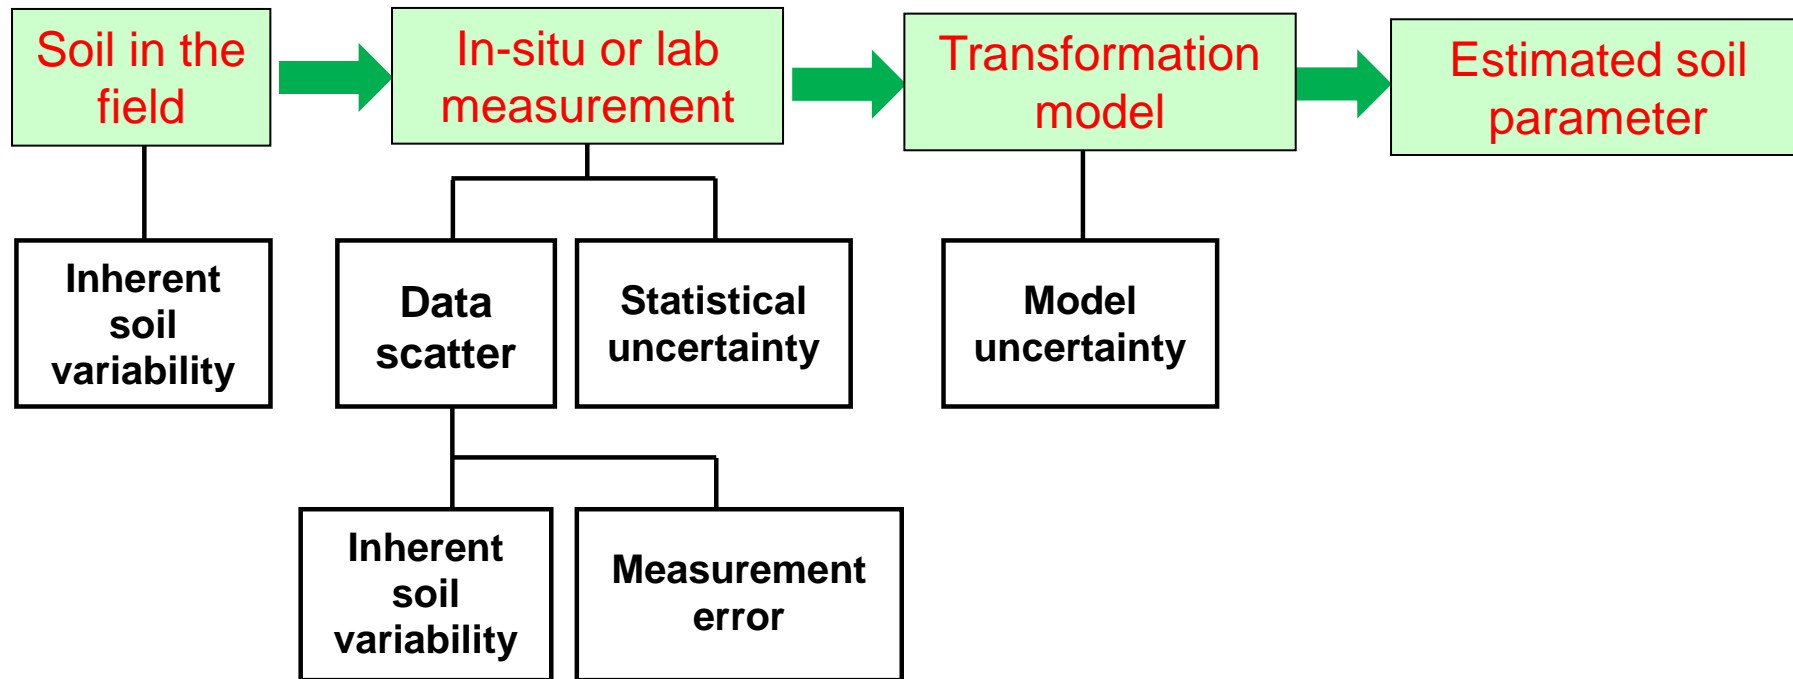 Soil in the
field
In-situ or lab
measurement
Transformation
model
Estimated soil
parameter
Inherent
soil
variability
Data
scatter
Statistical
uncertainty
Model
uncertainty
Inherent
soil
variability
Measurement
error